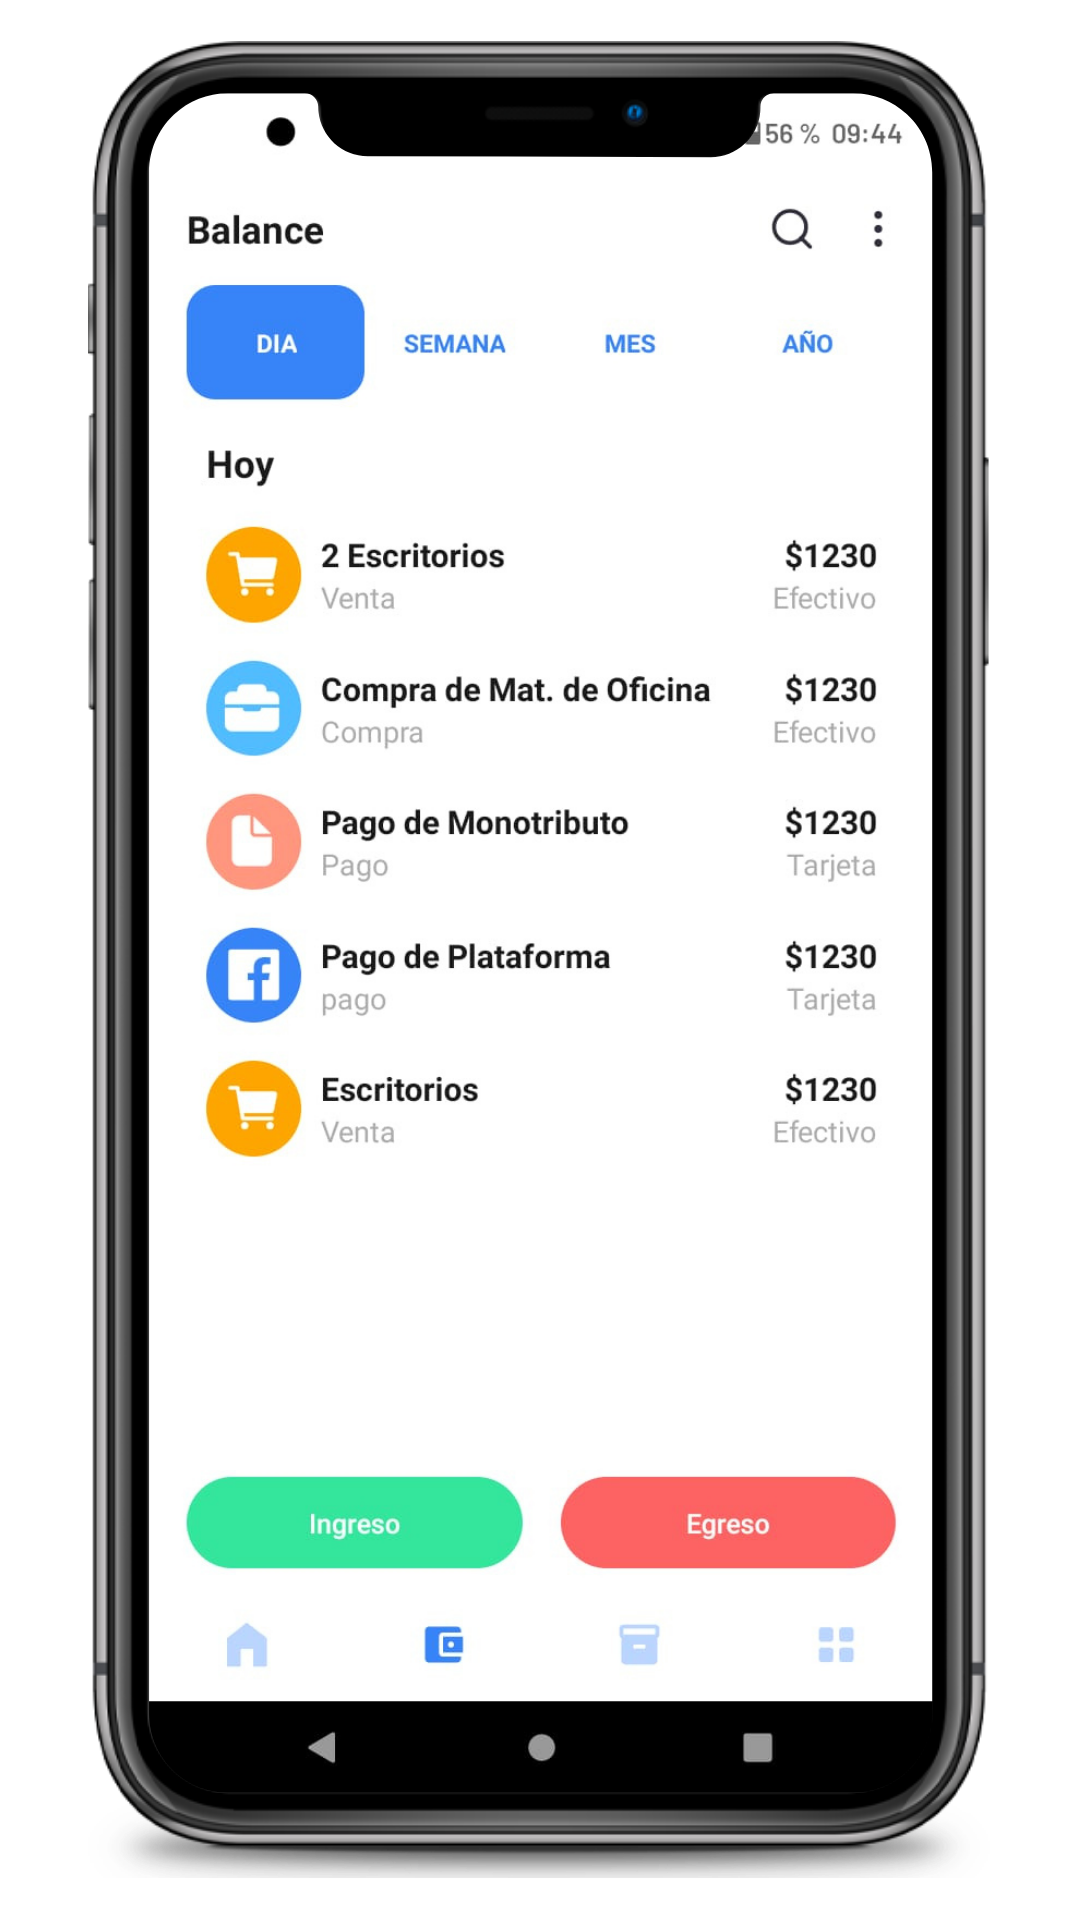 56 % 09:44
Balance
DIA SEMANA MES AÑO
Hoy
2 Escritorios $1230
Venta Efectivo
Compra de Mat. de Oficina $1230
Compra Efectivo
Pago de Monotributo $1230
Pago Tarjeta
Pago de Plataforma $1230
pago Tarjeta
Escritorios $1230
Venta Efectivo
Ingreso Egreso